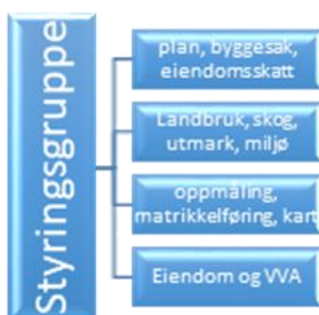 Styringsgruppe
plan, byggesak,
eiendomsskatt
Landbruk, skog,
utmark, miljø
oppmåling,
matrikkelføring, kart
Eiendom og VVA